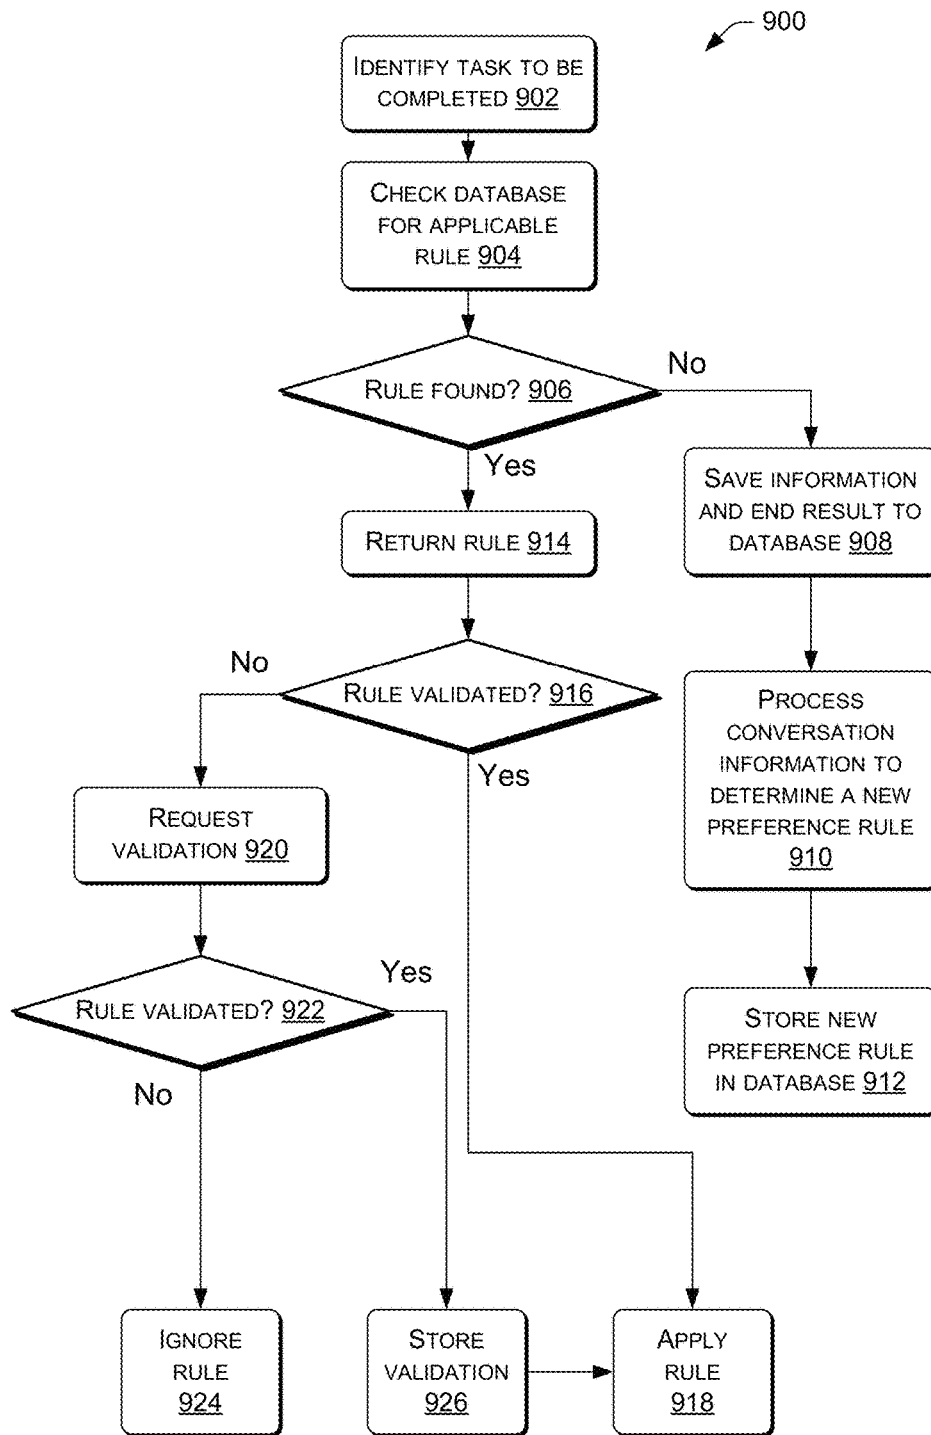 900
IDENTIFY TASK TO BE
COMPLETED 902
CHECK DATABASE
FOR APPLICABLE
RULE 904
RULE FOUND? 906
No
Yes
SAVE INFORMATION
AND END RESULT TO
DATABASE 908
RETURN RULE 914
No
RULE VALIDATED? 916
Yes
PROCESS
CONVERSATION
INFORMATION TO
DETERMINE A NEW
PREFERENCE RULE
910
REQUEST
VALIDATION 920
Yes
RULE VALIDATED? 922
No
STORE NEW
PREFERENCE RULE
IN DATABASE 912
IGNORE
RULE
924
STORE
VALIDATION
926
APPLY
RULE
918